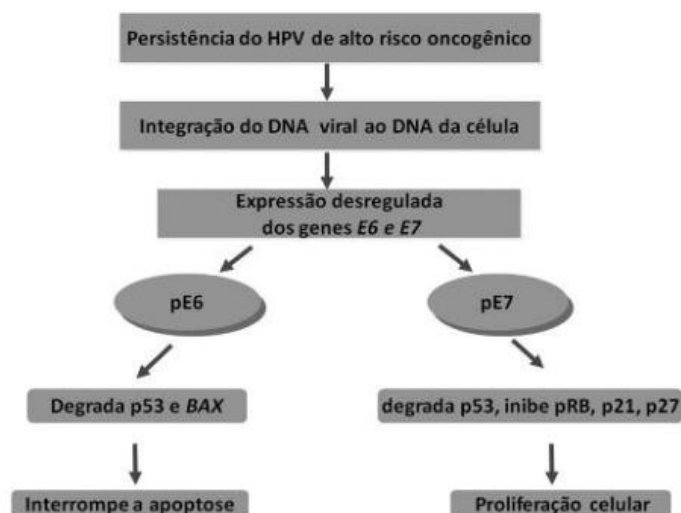 Persistência do HPV de alto risco oncogênico
Integração do DNA viral ao DNA da célula
Expressão desregulada
dos genes E6 e E7
pE6
pE7
Degrada p53 e BAX
degrada p53, inibe pRB, p21, p27
Interrompe a apoptose
Proliferação celular